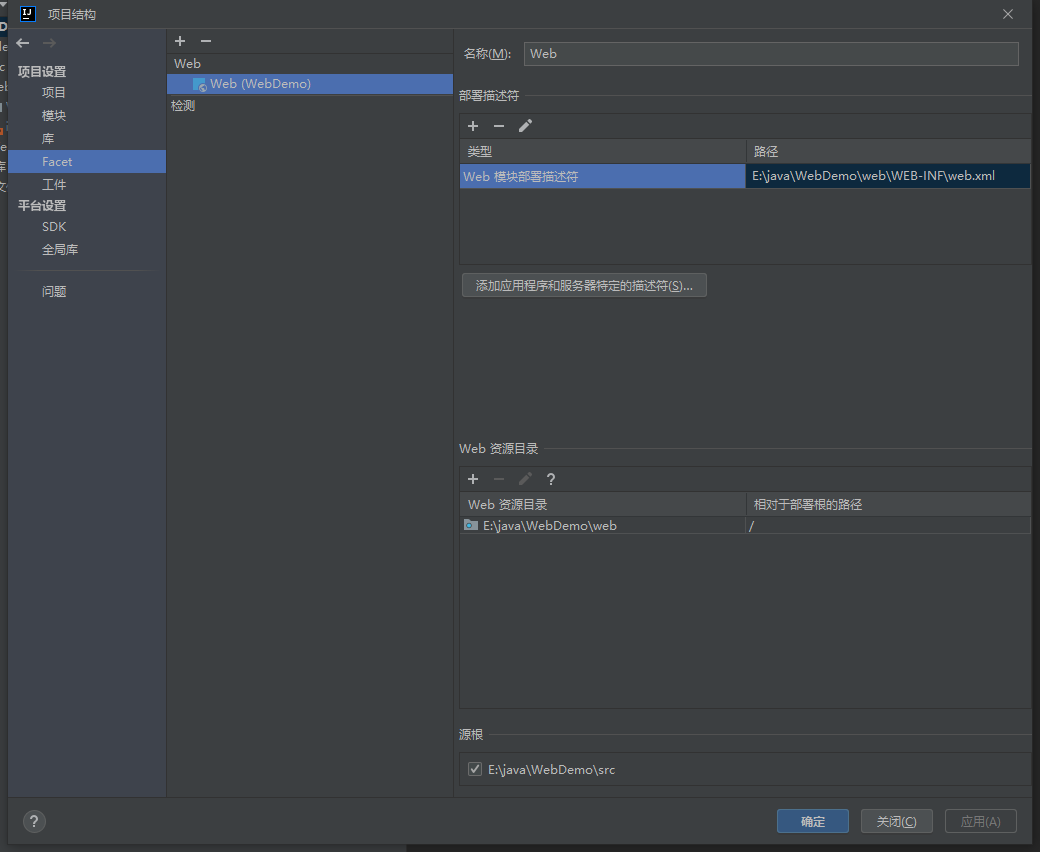 项目结构
项目设置
项目
模块
库
Facet
工件
平台设置
SDK
全局库
问题
Web
Web (WebDemo)
检测
名称(M): Web
部署描述符
类型 路径
Web 模块部署描述符 E:\java\WebDemo\web\WEB-INF\web.xml
添加应用程序和服务器特定的描述符(S)...
Web 资源目录
Web 资源目录 相对于部署根的路径
E:\java\WebDemo\web /
源根
E:\java\WebDemo\src
确定 关闭(C) 应用(A)